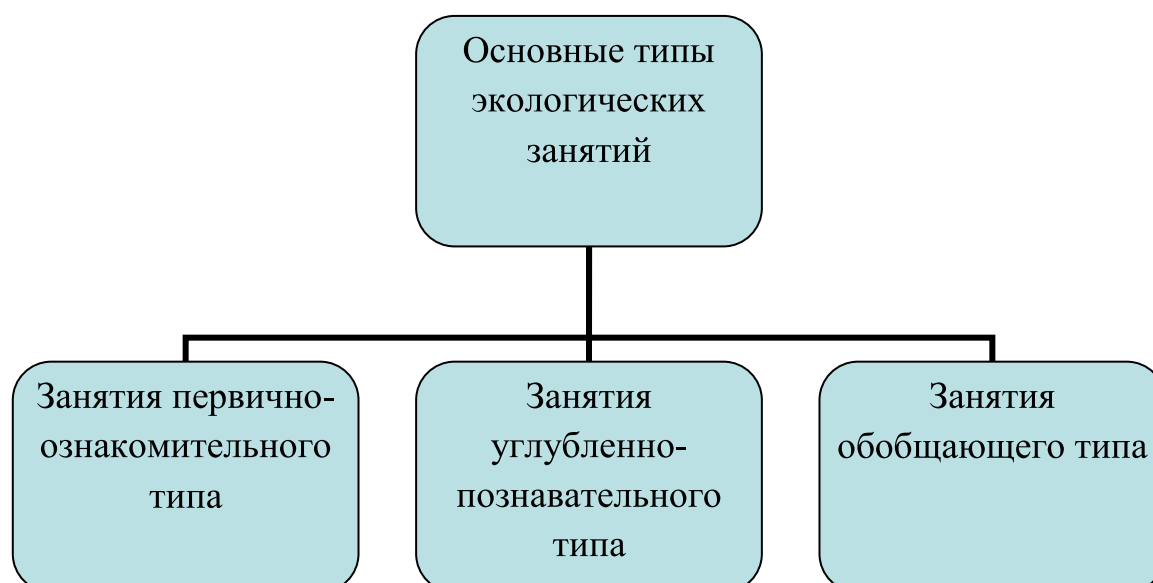 Основные типы
экологических
занятий
Занятия первично-
ознакомительного
типа
Занятия
углубленно-
познавательного
типа
Занятия
обобщающего типа